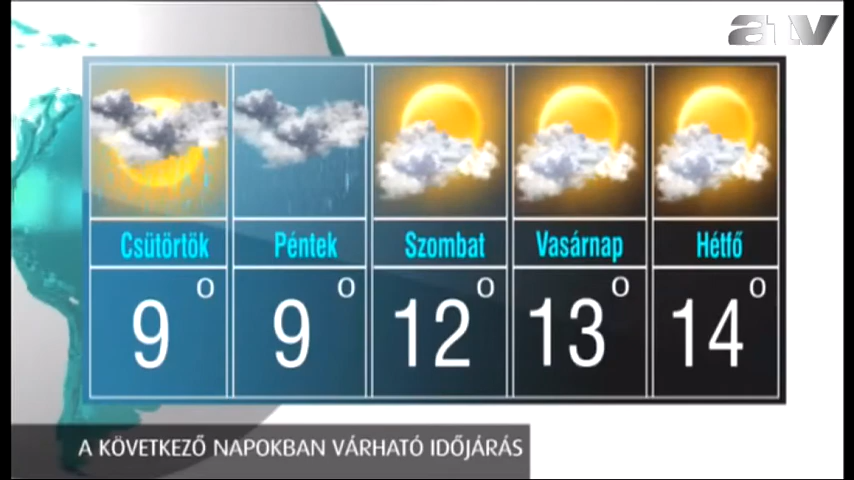 atv
Csütörtök Péntek Szombat Vasárnap Hétfő
9° 9° 12° 13° 14°
A KÖVETKEZŐ NAPOKBAN VÁRHATÓ IDŐJÁRÁS